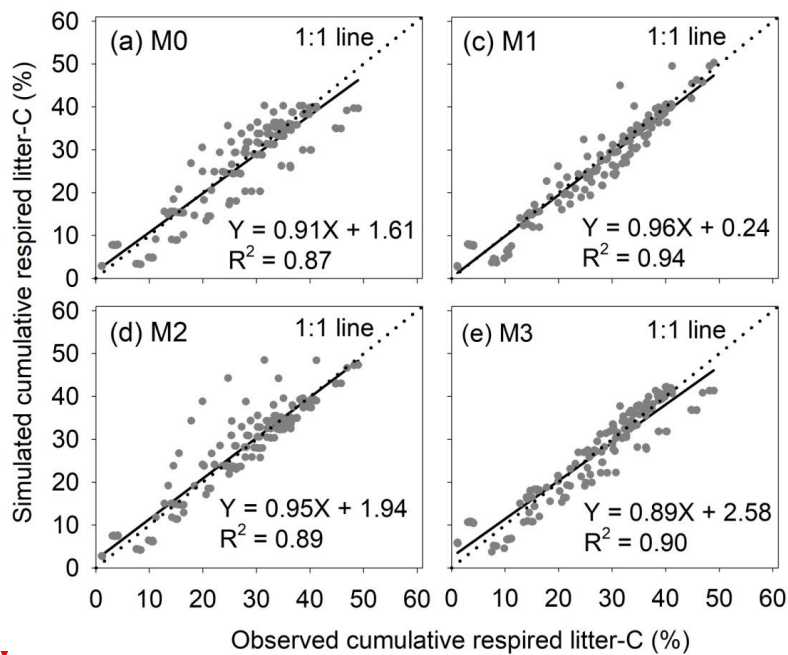 Simulated cumulative respired litter-C (%)
(a) M0
1:1 line
Y = 0.91X + 1.61
R² = 0.87
60
50
40
30
20
10
0
(c) M1
1:1 line
Y = 0.96X + 0.24
R² = 0.94
(d) M2
1:1 line
Y = 0.95X + 1.94
R² = 0.89
60
50
40
30
20
10
0
0 10 20 30 40 50 60
(e) M3
1:1 line
Y = 0.89X + 2.58
R² = 0.90
0 10 20 30 40 50 60
Observed cumulative respired litter-C (%)